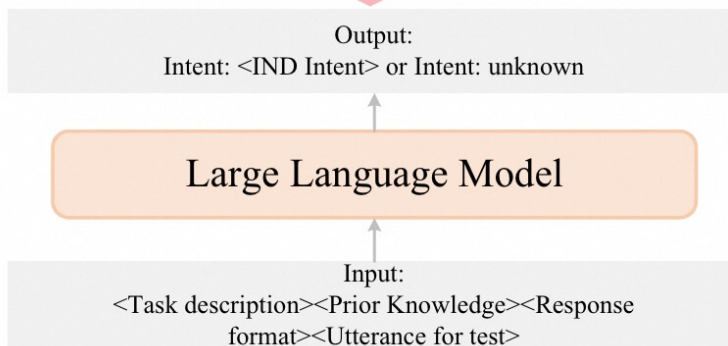 Output:
Intent: <IND Intent> or Intent: unknown
Large Language Model
Input:
<Task description><Prior Knowledge><Response
format><Utterance for test>